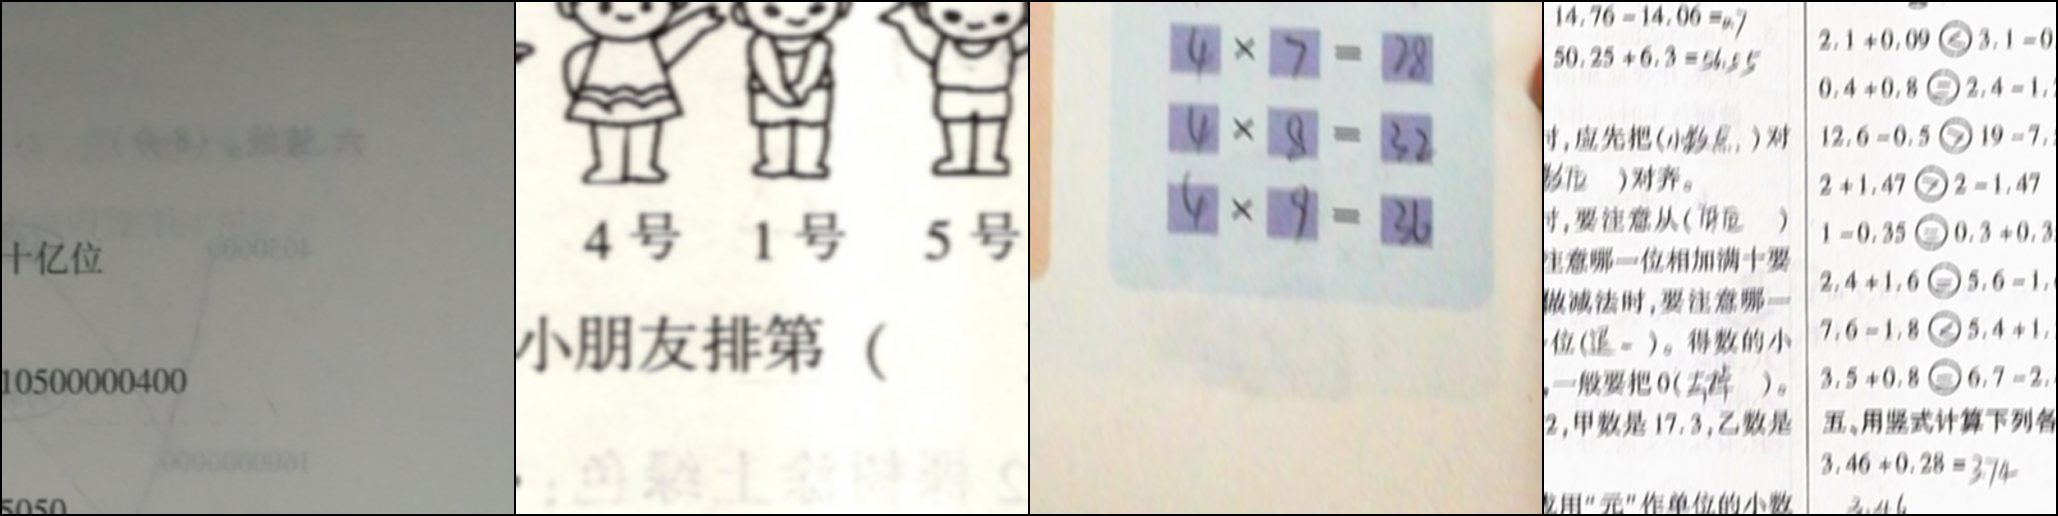 十亿位
10500000400
5050
4号 1号 5号
小朋友排第（
4 × 7 = 28
4 × 8 = 32
4 × 9 = 36
14.76-14.06=0.7
50.25+6.3=56.55
时,应先把(小数点)对
数位 )对齐。
时,要注意从( )
注意哪一位相加满十要
做减法时,要注意哪一
位(退一)。得数的小
,一般要把0(去掉 )。
2,甲数是17.3,乙数是
用“元”作单位的小数
2.1+0.09<3.1-0
0.4+0.8=2.4-1.
12.6-0.5>19-7.
2+1.47>2-1.47
1-0.35=0.3+0.3
2.4+1.6=5.6-1.
7.6-1.8<5.4+1.
3.5+0.8=6.7-2.
五、用竖式计算下列各
3.46+0.28=3.74
3.46